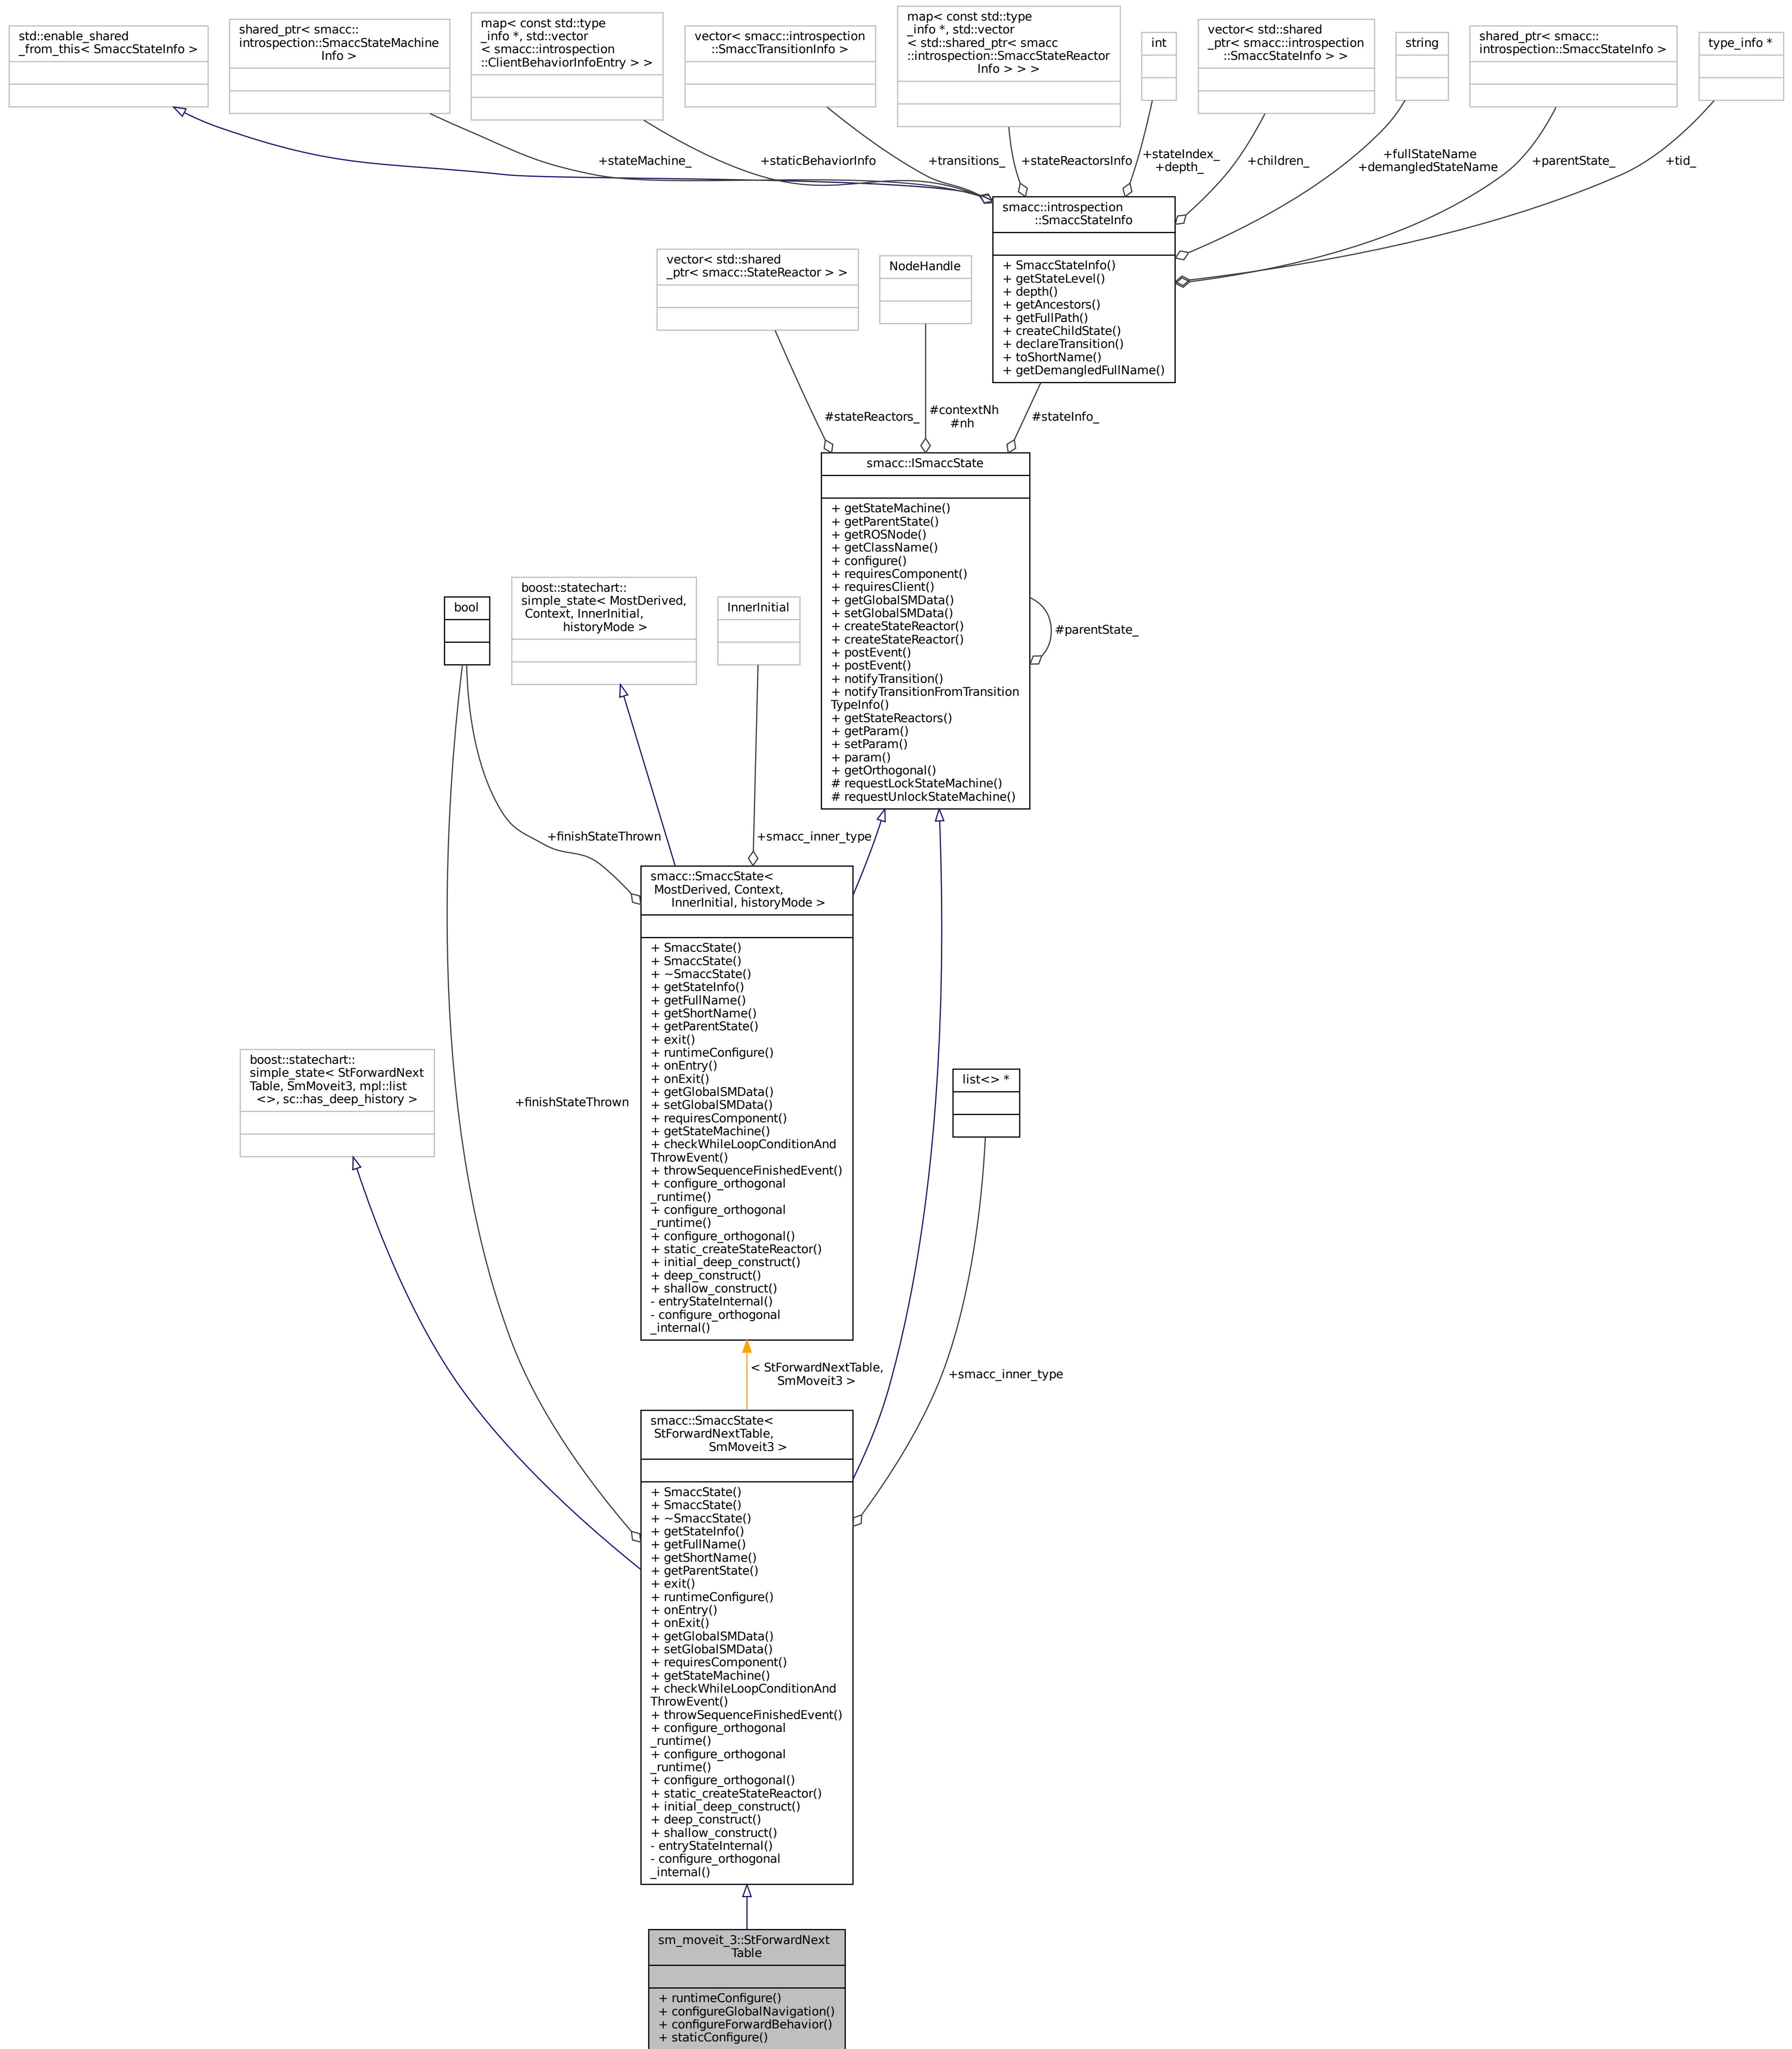 std::enable_shared
_from_this< SmaccStateInfo >
shared_ptr< smacc::
introspection::SmaccStateMachine
Info >
map< const std::type
_info *, std::vector
< smacc::introspection
::ClientBehaviorInfoEntry > >
vector< smacc::introspection
::SmaccTransitionInfo >
map< const std::type
_info *, std::vector
< std::shared_ptr< smacc
::introspection::SmaccStateReactor
Info > > >
int
vector< std::shared
_ptr< smacc::introspection
::SmaccStateInfo > >
string
shared_ptr< smacc::
introspection::SmaccStateInfo >
type_info *
+stateMachine_
+staticBehaviorInfo
+transitions_
+stateReactorsInfo
+stateIndex_
+depth_
+children_
+fullStateName
+demangledStateName
+parentState_
+tid_
smacc::introspection
::SmaccStateInfo
+ SmaccStateInfo()
+ getStateLevel()
+ depth()
+ getAncestors()
+ getFullPath()
+ createChildState()
+ declareTransition()
+ toShortName()
+ getDemangledFullName()
vector< std::shared
_ptr< smacc::StateReactor > >
NodeHandle
#stateReactors_
#contextNh
#nh
#stateInfo_
smacc::ISmaccState
+ getStateMachine()
+ getParentState()
+ getROSNode()
+ getClassName()
+ configure()
+ requiresComponent()
+ requiresClient()
+ getGlobalSMData()
+ setGlobalSMData()
+ createStateReactor()
+ createStateReactor()
+ postEvent()
+ postEvent()
+ notifyTransition()
+ notifyTransitionFromTransition
TypeInfo()
+ getStateReactors()
+ getParam()
+ setParam()
+ param()
+ getOrthogonal()
# requestLockStateMachine()
# requestUnlockStateMachine()
#parentState_
bool
boost::statechart::
simple_state< MostDerived,
Context, InnerInitial,
historyMode >
InnerInitial
+finishStateThrown
+smacc_inner_type
smacc::SmaccState<
MostDerived, Context,
InnerInitial, historyMode >
+ SmaccState()
+ SmaccState()
+ ~SmaccState()
+ getStateInfo()
+ getFullName()
+ getShortName()
+ getParentState()
+ exit()
+ runtimeConfigure()
+ onEntry()
+ onExit()
+ getGlobalSMData()
+ setGlobalSMData()
+ requiresComponent()
+ getStateMachine()
+ checkWhileLoopConditionAnd
ThrowEvent()
+ throwSequenceFinishedEvent()
+ configure_orthogonal
_runtime()
+ configure_orthogonal
_runtime()
+ configure_orthogonal()
+ static_createStateReactor()
+ initial_deep_construct()
+ deep_construct()
+ shallow_construct()
- entryStateInternal()
- configure_orthogonal
_internal()
boost::statechart::
simple_state< StForwardNext
Table, SmMoveit3, mpl::list
<>, sc::has_deep_history >
+finishStateThrown
list<> *
< StForwardNextTable,
SmMoveit3 >
+smacc_inner_type
smacc::SmaccState<
StForwardNextTable,
SmMoveit3 >
+ SmaccState()
+ SmaccState()
+ ~SmaccState()
+ getStateInfo()
+ getFullName()
+ getShortName()
+ getParentState()
+ exit()
+ runtimeConfigure()
+ onEntry()
+ onExit()
+ getGlobalSMData()
+ setGlobalSMData()
+ requiresComponent()
+ getStateMachine()
+ checkWhileLoopConditionAnd
ThrowEvent()
+ throwSequenceFinishedEvent()
+ configure_orthogonal
_runtime()
+ configure_orthogonal
_runtime()
+ configure_orthogonal()
+ static_createStateReactor()
+ initial_deep_construct()
+ deep_construct()
+ shallow_construct()
- entryStateInternal()
- configure_orthogonal
_internal()
sm_moveit_3::StForwardNext
Table
+ runtimeConfigure()
+ configureGlobalNavigation()
+ configureForwardBehavior()
+ staticConfigure()